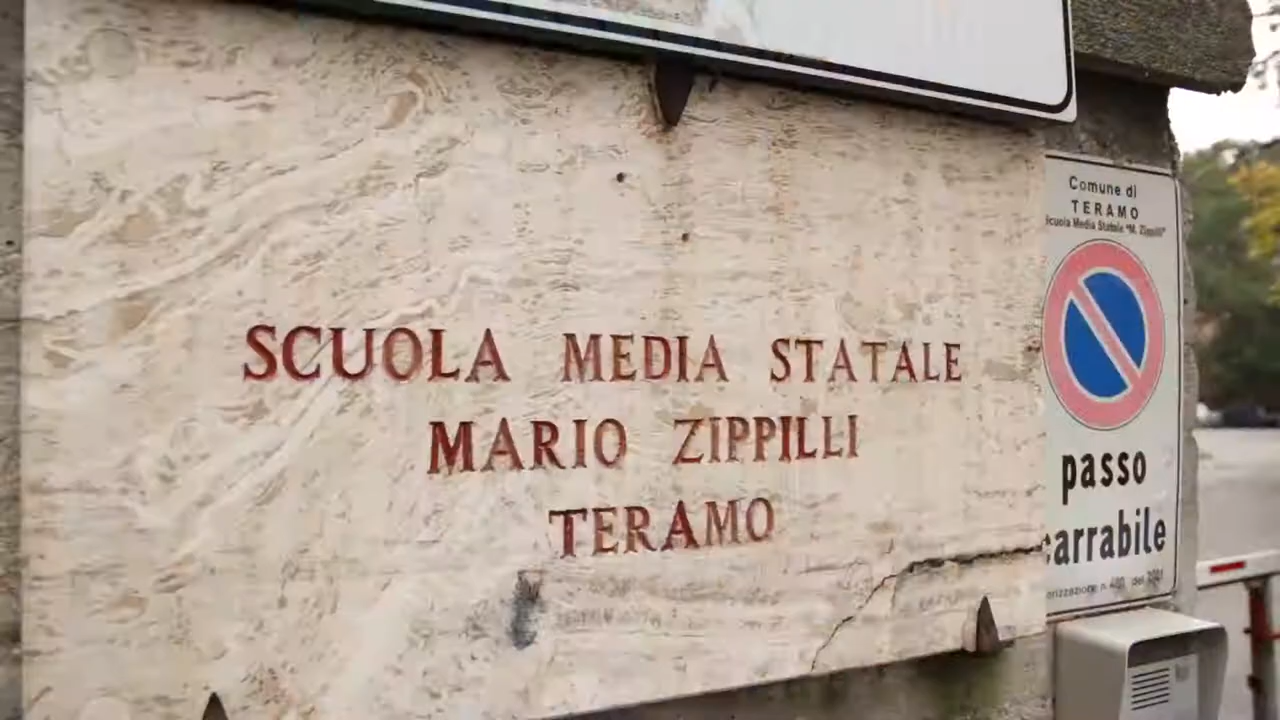 SCUOLA MEDIA STATALE
MARIO ZIPPILLI
TERAMO
Comune di
TERAMO
Scuola Media Statale "M. Zippilli"
passo
carrabile